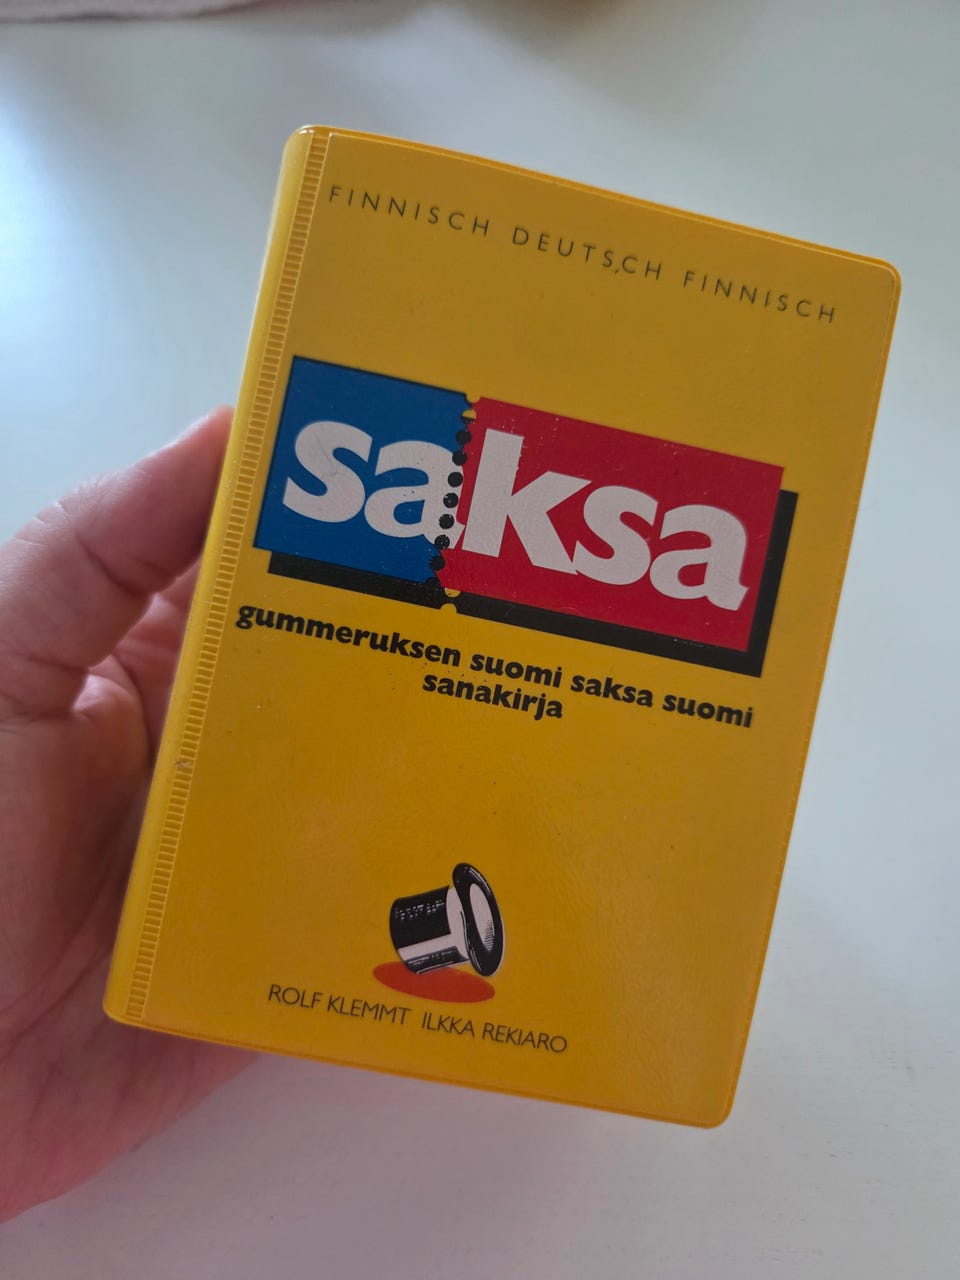 FINNISCH DEUTSCH FINNISCH
saksa
gummeruksen suomi saksa suomi
sanakirja
ROLF KLEMMT ILKKA REKIARO